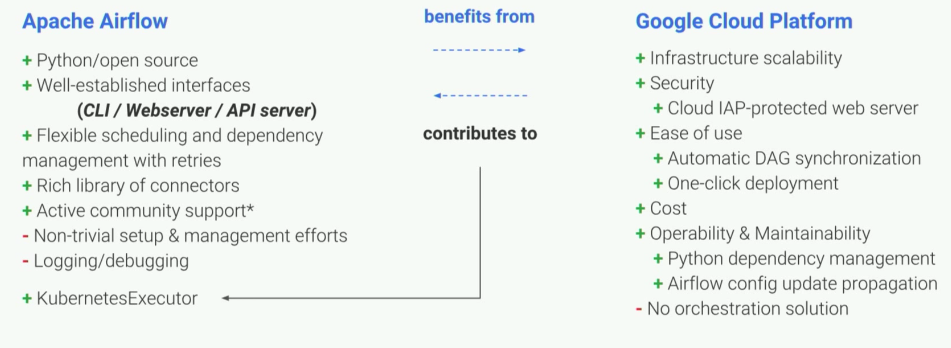 Apache Airflow
+ Python/open source
+ Well-established interfaces
(CLI / Webserver / API server)
+ Flexible scheduling and dependency
management with retries
+ Rich library of connectors
+ Active community support*
- Non-trivial setup & management efforts
- Logging/debugging
+ KubernetesExecutor
benefits from
contributes to
Google Cloud Platform
+ Infrastructure scalability
+ Security
+ Cloud IAP-protected web server
+ Ease of use
+ Automatic DAG synchronization
+ One-click deployment
+ Cost
+ Operability & Maintainability
+ Python dependency management
+ Airflow config update propagation
- No orchestration solution